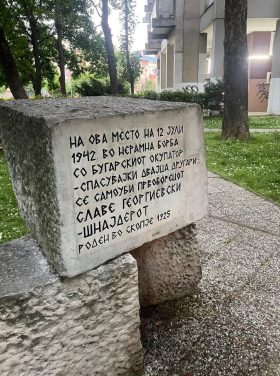 НА ОВА МЕСТО НА 12 ЈУЛИ
1942 ВО НЕРАМНА БОРБА
СО БУГАРСКИОТ ОКУПАТОР
-СПАСУВАЈКИ ДВАЈЦА ДРУГАРИ-
СЕ САМОУБИ ПРВОБОРЕЦОТ
СЛАВЕ ГЕОРГИЕВСКИ
-ШНАЈДЕРОТ-
РОДЕН ВО СКОПЈЕ 1925